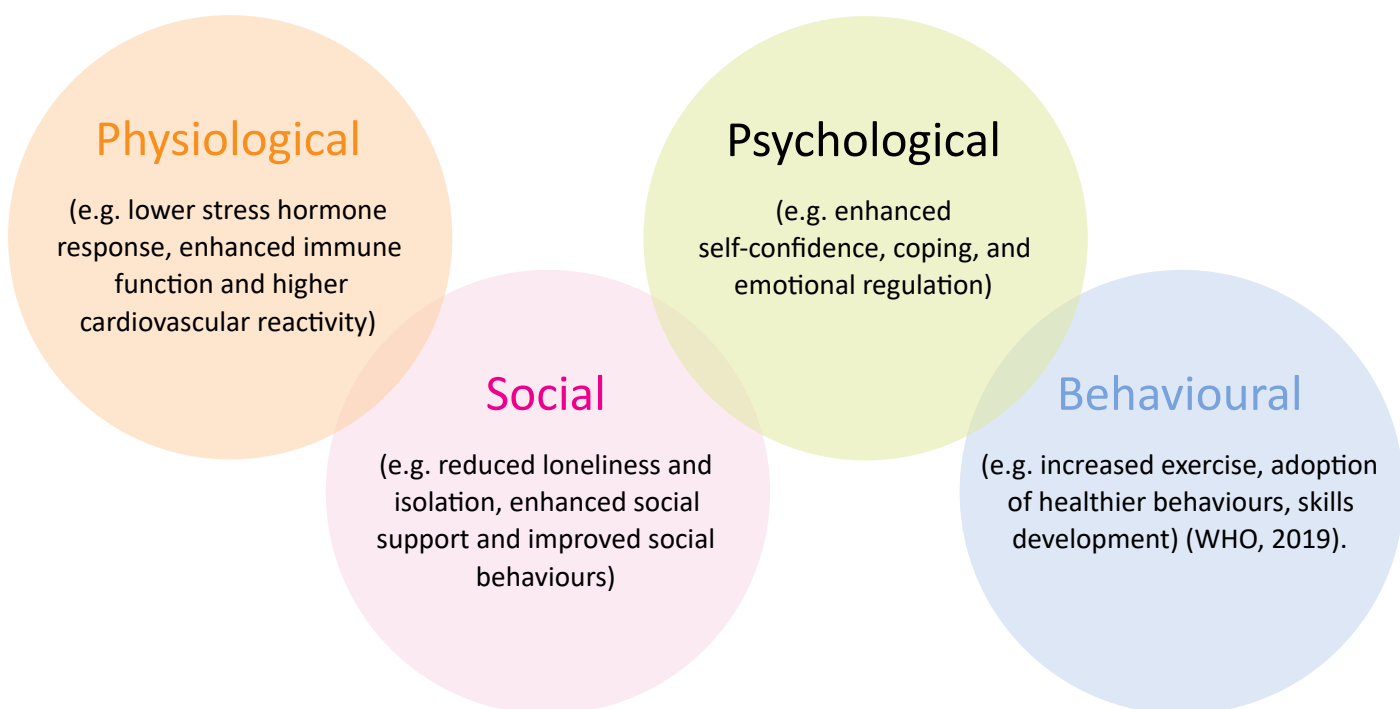 Physiological
(e.g. lower stress hormone
response, enhanced immune
function and higher
cardiovascular reactivity)
Social
(e.g. reduced loneliness and
isolation, enhanced social
support and improved social
behaviours)
Psychological
(e.g. enhanced
self-confidence, coping, and
emotional regulation)
Behavioural
(e.g. increased exercise, adoption
of healthier behaviours, skills
development) (WHO, 2019).